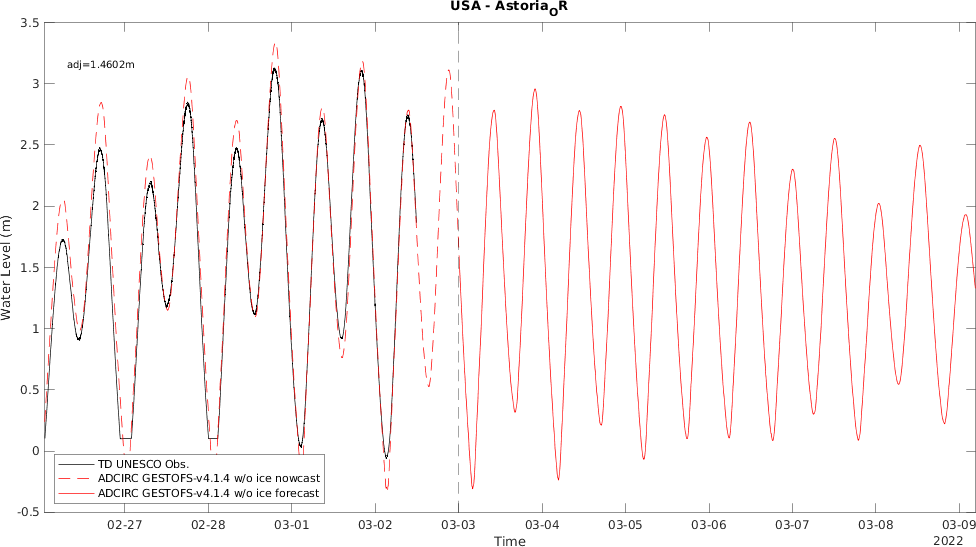 USA - Astoria_OR
3.5
adj=1.4602m
3
2.5
2
Water Level (m)
1.5
1
0.5
0
TD UNESCO Obs.
ADCIRC GESTOFS-v4.1.4 w/o ice nowcast
ADCIRC GESTOFS-v4.1.4 w/o ice forecast
-0.5
02-27 02-28 03-01 03-02 03-03 03-04 03-05 03-06 03-07 03-08 03-09
Time 2022